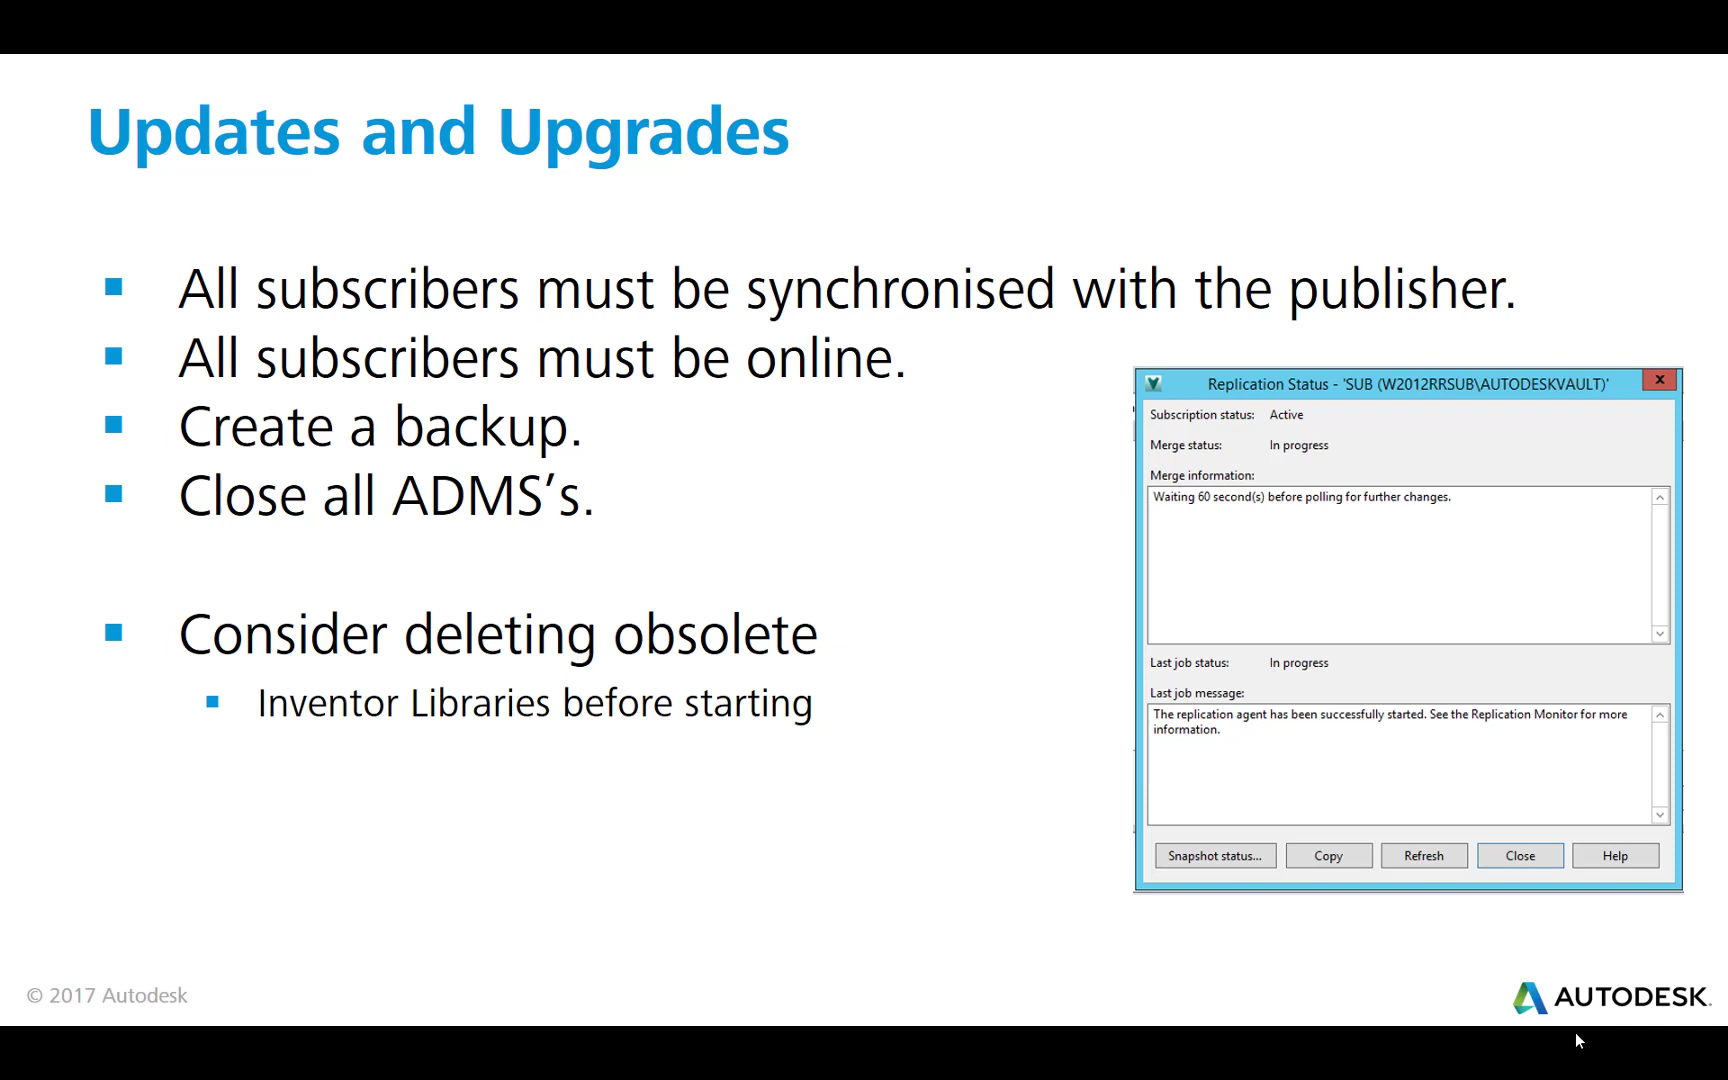 Updates and Upgrades
All subscribers must be synchronised with the publisher.
All subscribers must be online.
Create a backup.
Close all ADMS’s.
Consider deleting obsolete
Inventor Libraries before starting
Replication Status - 'SUB (W2012RRSUB\AUTODESKVAULT)'
x
Subscription status: Active
Merge status: In progress
Merge information:
Waiting 60 second(s) before polling for further changes.
Last job status: In progress
Last job message:
The replication agent has been successfully started. See the Replication Monitor for more
information.
Snapshot status... Copy Refresh Close Help
© 2017 Autodesk
AUTODESK.